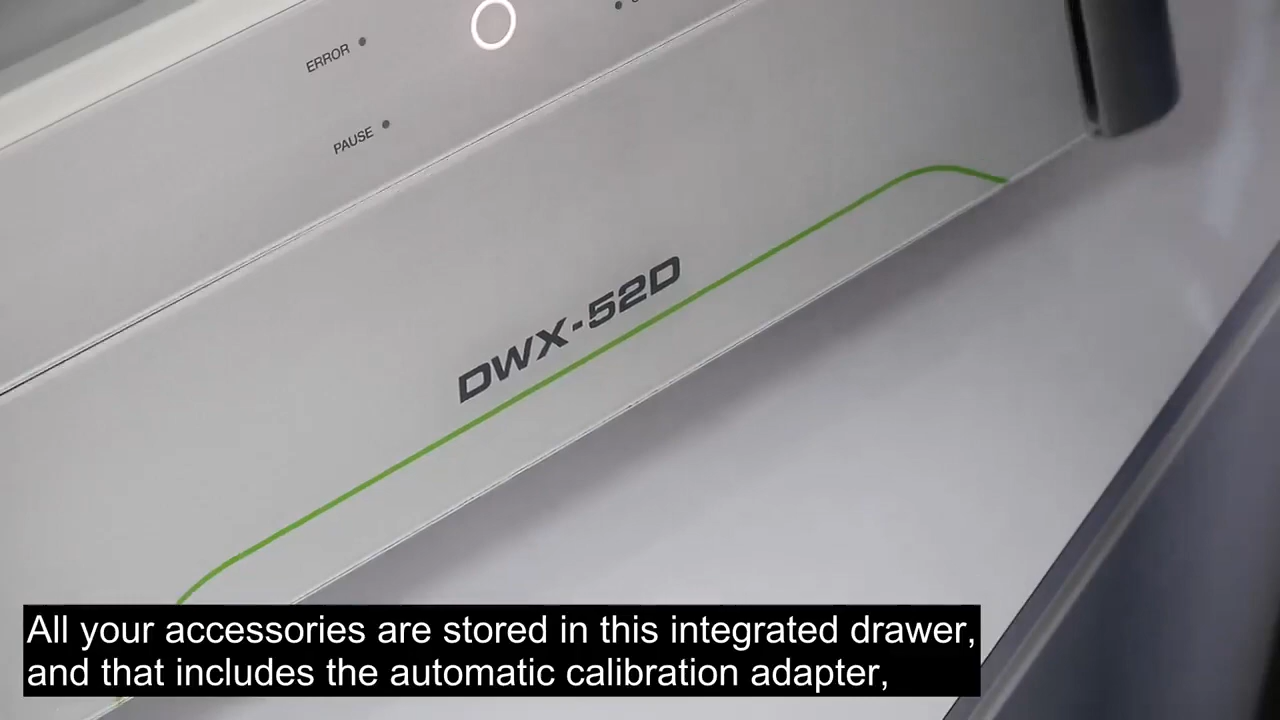 ERROR
PAUSE
DWX-52D
All your accessories are stored in this integrated drawer,
and that includes the automatic calibration adapter,